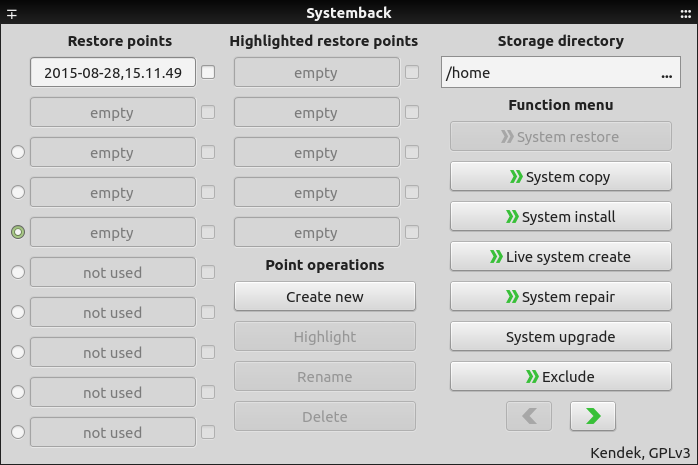 Systemback
Restore points
2015-08-28,15.11.49
empty
empty
empty
empty
not used
not used
not used
not used
not used
Highlighted restore points
empty
empty
empty
empty
empty
Point operations
Create new
Highlight
Rename
Delete
Storage directory
/home ...
Function menu
System restore
System copy
System install
Live system create
System repair
System upgrade
Exclude
Kendek, GPLv3